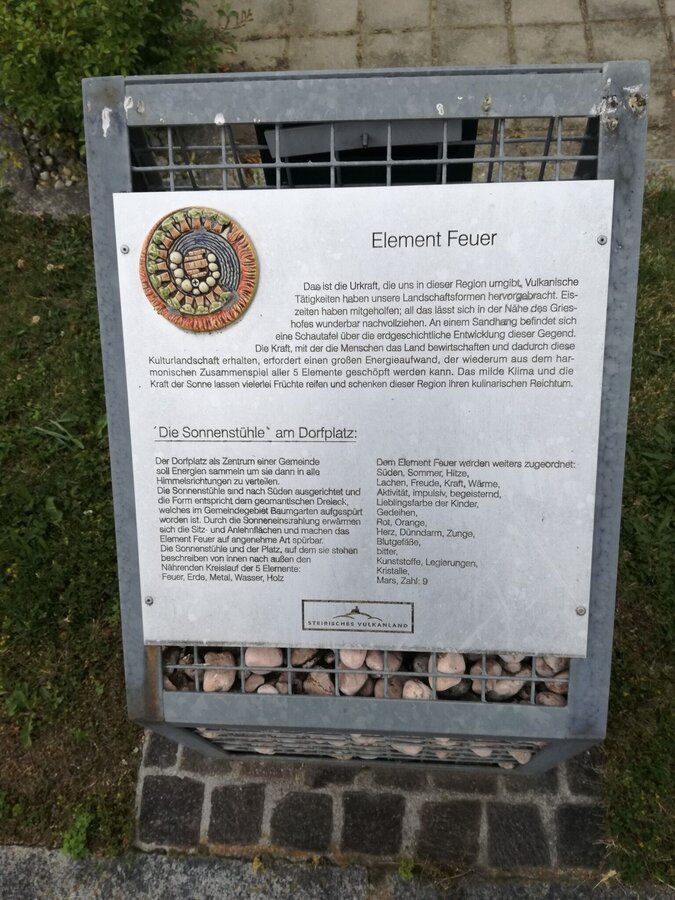 Element Feuer
Das ist die Urkraft, die uns in dieser Region umgibt. Vulkanische
Tätigkeiten haben unsere Landschaftsformen hervorgebracht. Eis-
zeiten haben mitgeholfen; all das lässt sich in der Nähe des Gries-
hofes wunderbar nachvollziehen. An einem Sandhang befindet sich
eine Schautafel über die erdgeschichtliche Entwicklung dieser Gegend.
Die Kraft, mit der die Menschen das Land bewirtschaften und dadurch diese
Kulturlandschaft erhalten, erfordert einen großen Energieaufwand, der wiederum aus dem har-
monischen Zusammenspiel aller 5 Elemente geschöpft werden kann. Das milde Klima und die
Kraft der Sonne lassen vielerlei Früchte reifen und schenken dieser Region ihren kulinarischen Reichtum.
´Die Sonnenstühle` am Dorfplatz:
Der Dorfplatz als Zentrum einer Gemeinde
soll Energien sammeln um sie dann in alle
Himmelsrichtungen zu verteilen.
Die Sonnenstühle sind nach Süden ausgerichtet und
die Form entspricht dem geomantischen Dreieck,
welches im Gemeindegebiet Baumgarten aufgespürt
worden ist. Durch die Sonneneinstrahlung erwärmen
sich die Sitz- und Anlehnflächen und machen das
Element Feuer auf angenehme Art spürbar.
Die Sonnenstühle und der Platz, auf dem sie stehen
beschreiben von innen nach außen den
Nährenden Kreislauf der 5 Elemente:
Feuer, Erde, Metal, Wasser, Holz
Dem Element Feuer werden weiters zugeordnet:
Süden, Sommer, Hitze,
Lachen, Freude, Kraft, Wärme,
Aktivität, impulsiv, begeisternd,
Lieblingsfarbe der Kinder,
Gedeihen,
Rot, Orange,
Herz, Dünndarm, Zunge,
Blutgefäße,
bitter,
Kunststoffe, Legierungen,
Kristalle,
Mars, Zahl: 9
STEIRISCHES VULKANLAND